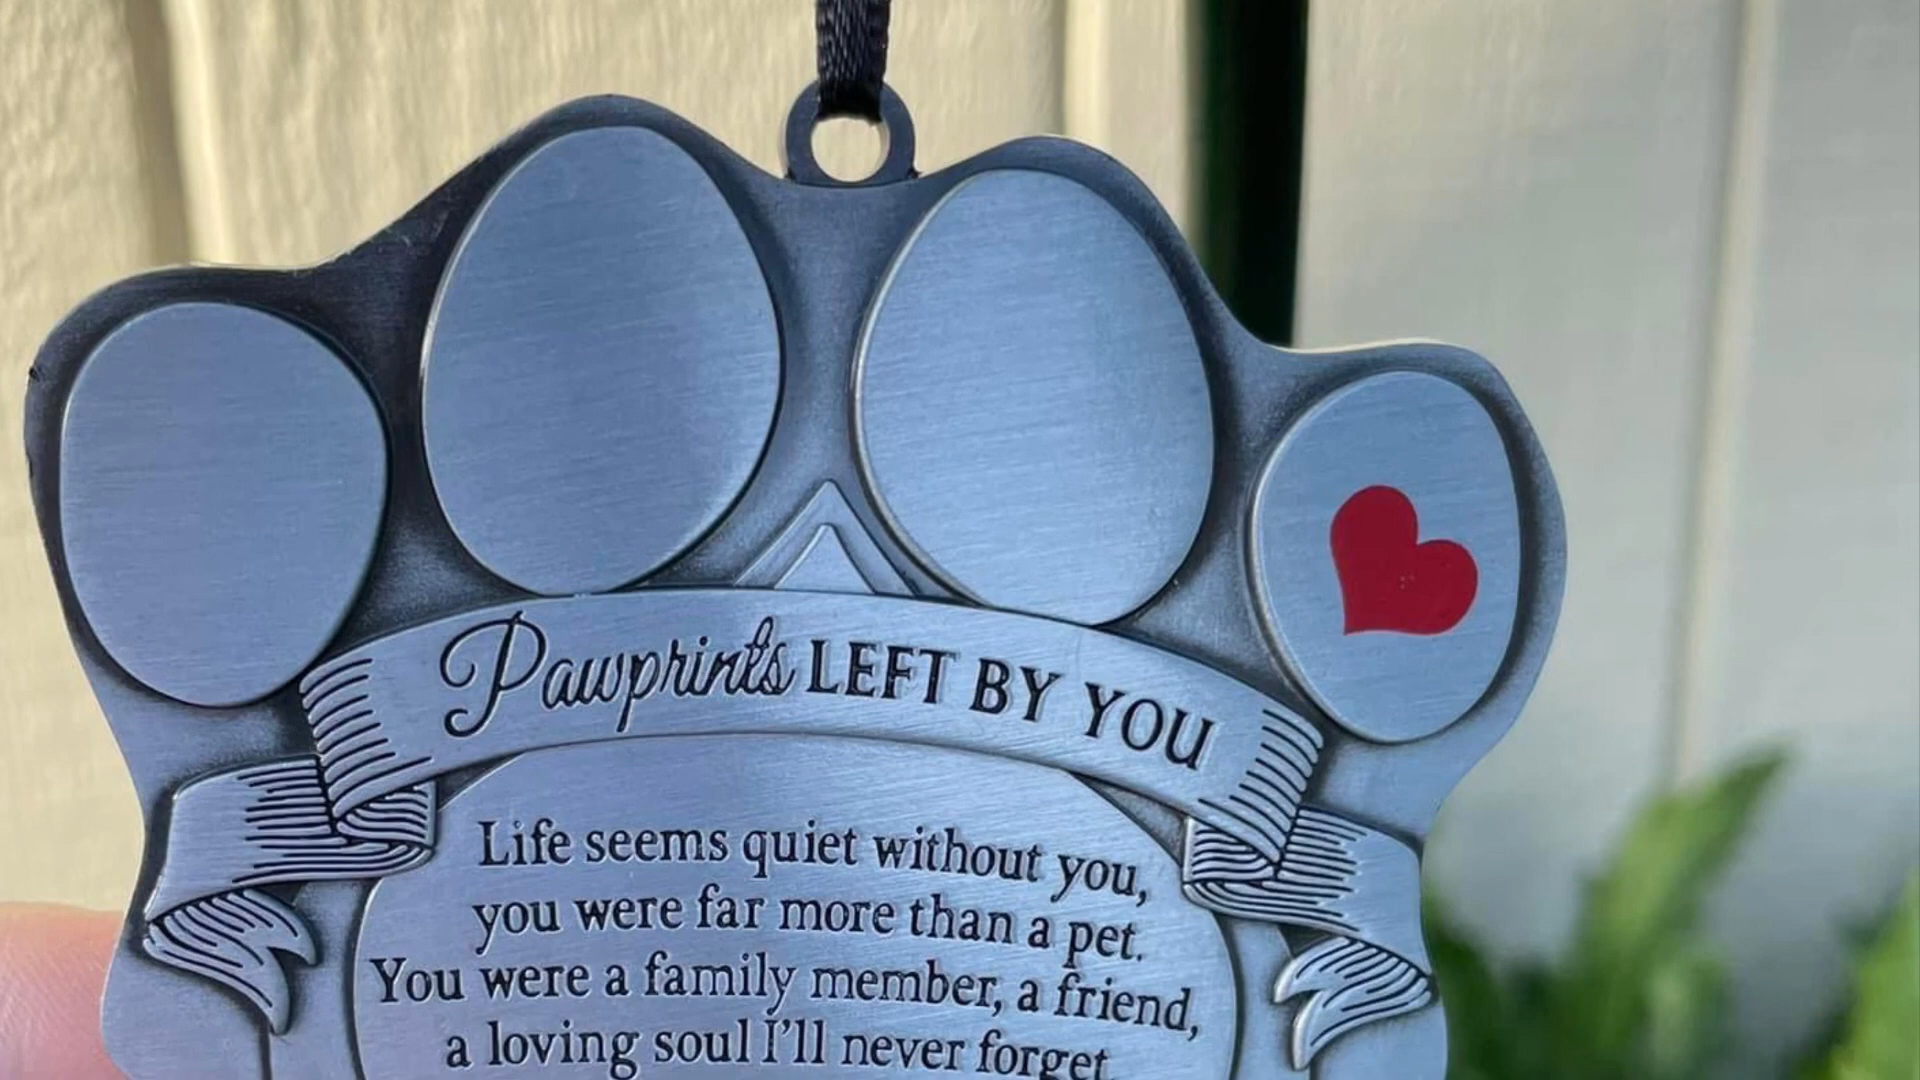 Pawprints LEFT BY YOU
Life seems quiet without you,
you were far more than a pet.
You were a family member, a friend,
a loving soul I'll never forget.